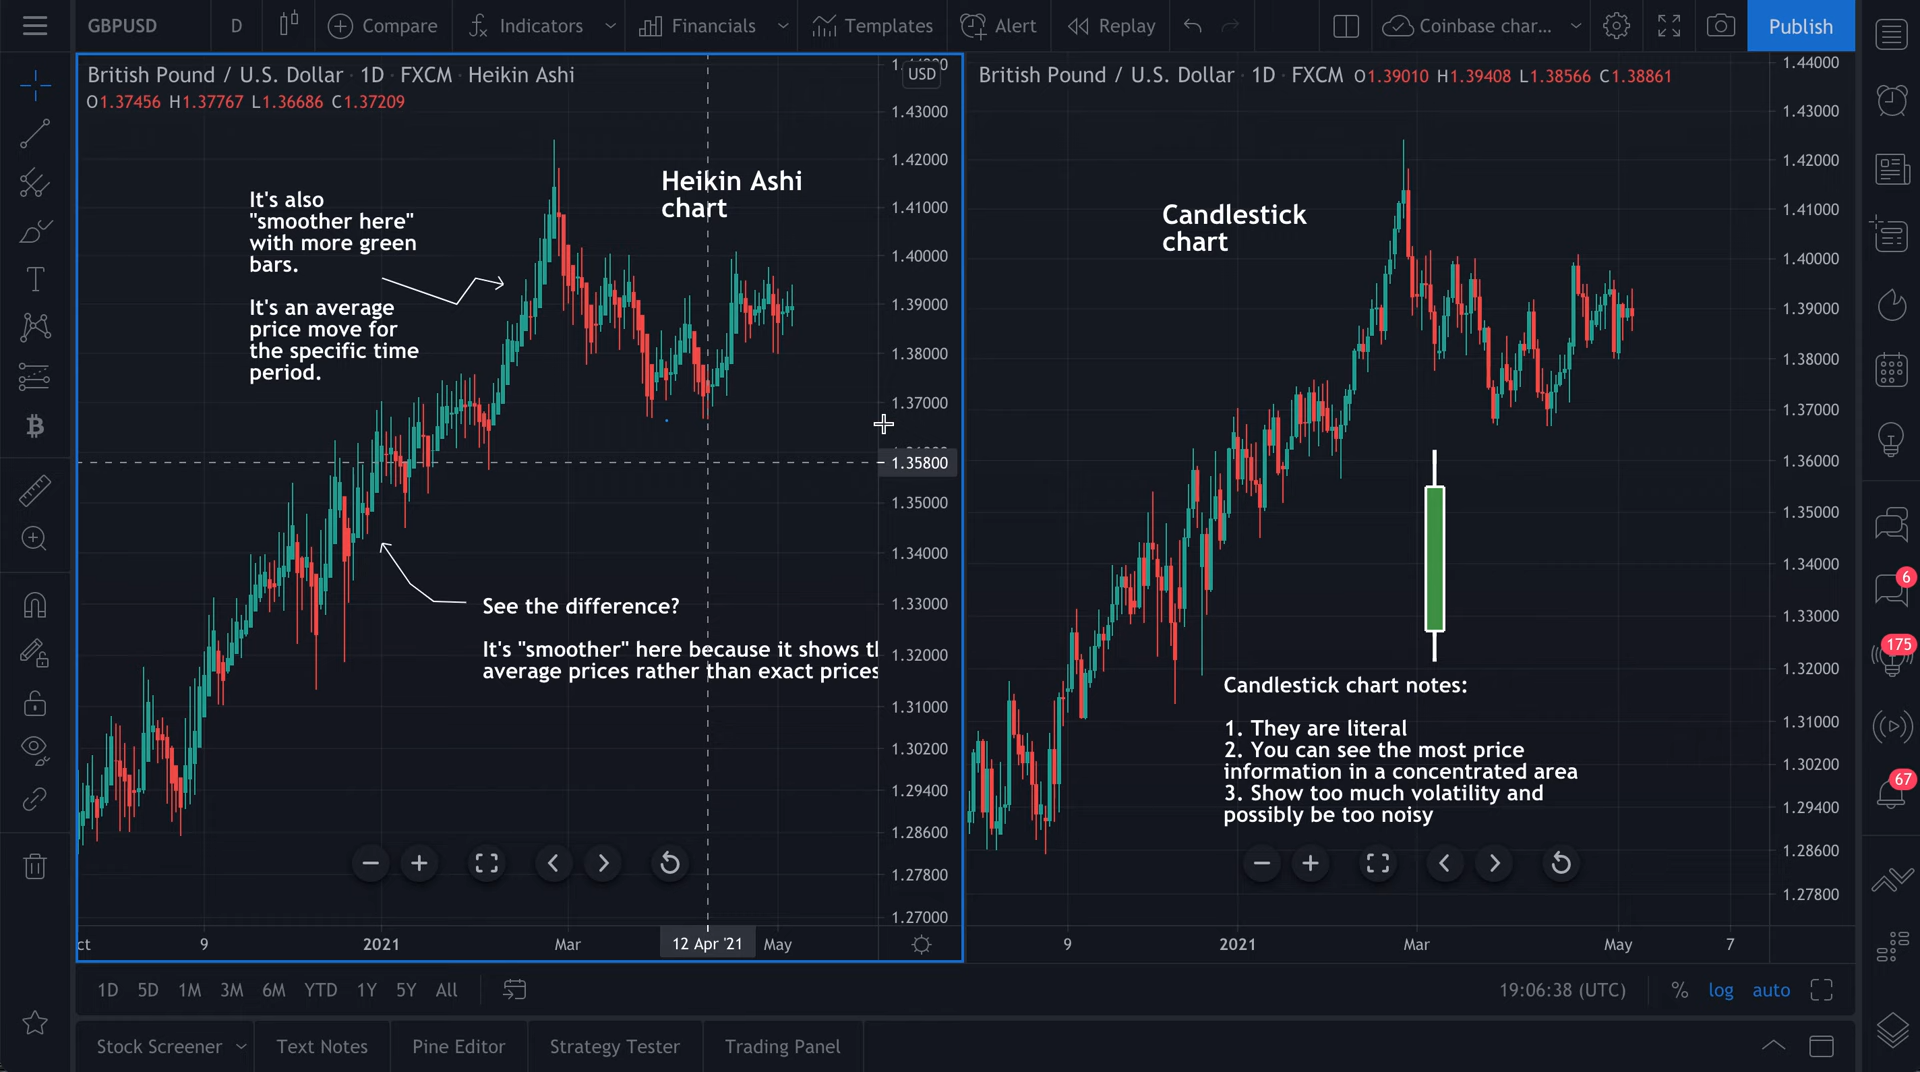 GBPUSD
D
Compare
Indicators
Financials
Templates
Alert
Replay
Coinbase char...
Publish
British Pound / U.S. Dollar · 1D · FXCM · Heikin Ashi
O1.37456 H1.37767 L1.36686 C1.37209
USD
It's also
"smoother here"
with more green
bars.
It's an average
price move for
the specific time
period.
Heikin Ashi
chart
See the difference?
It's "smoother" here because it shows t
average prices rather than exact prices
1.43000
1.42000
1.41000
1.40000
1.39000
1.38000
1.37000
1.35800
1.35000
1.34000
1.33000
1.32000
1.31000
1.30200
1.29400
1.28600
1.27800
1.27000
ct
9
2021
Mar
12 Apr '21
May
British Pound / U.S. Dollar · 1D · FXCM O1.39010 H1.39408 L1.38566 C1.38861
Candlestick
chart
Candlestick chart notes:
1. They are literal
2. You can see the most price
information in a concentrated area
3. Show too much volatility and
possibly be too noisy
1.44000
1.43000
1.42000
1.41000
1.40000
1.39000
1.38000
1.37000
1.36000
1.35000
1.34000
1.33000
1.32000
1.31000
1.30200
1.29400
1.28600
1.27800
9
2021
Mar
May
7
6
175
67
1D 5D 1M 3M 6M YTD 1Y 5Y All
19:06:38 (UTC)
% log auto
Stock Screener
Text Notes
Pine Editor
Strategy Tester
Trading Panel